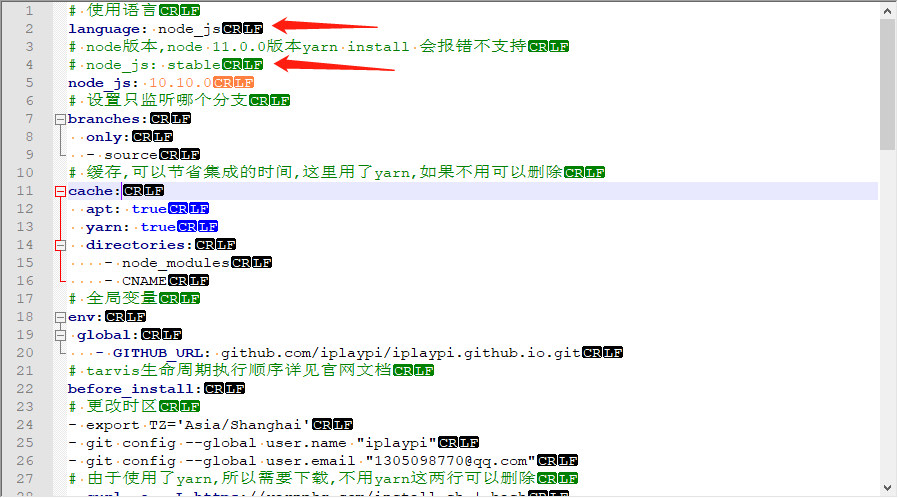 1 # 使用语言CRLF
2 language: node_jsCRLF
3 # node版本,node 11.0.0版本yarn install 会报错不支持CRLF
4 # node_js: stableCRLF
5 node_js: 10.10.0CRLF
6 # 设置只监听哪个分支CRLF
7 branches:CRLF
8 only:CRLF
9 - sourceCRLF
10 # 缓存,可以节省集成的时间,这里用了yarn,如果不用可以删除CRLF
11 cache:CRLF
12 apt: trueCRLF
13 yarn: trueCRLF
14 directories:CRLF
15 - node_modulesCRLF
16 - CNAMECRLF
17 # 全局变量CRLF
18 env:CRLF
19 global:CRLF
20 - GITHUB_URL: github.com/iplaypi/iplaypi.github.io.gitCRLF
21 # tarvis生命周期执行顺序详见官网文档CRLF
22 before_install:CRLF
23 # 更改时区CRLF
24 - export TZ='Asia/Shanghai'CRLF
25 - git config --global user.name "iplaypi"CRLF
26 - git config --global user.email "1305098770@qq.com"CRLF
27 # 由于使用了yarn,所以需要下载,不用yarn这两行可以删除CRLF